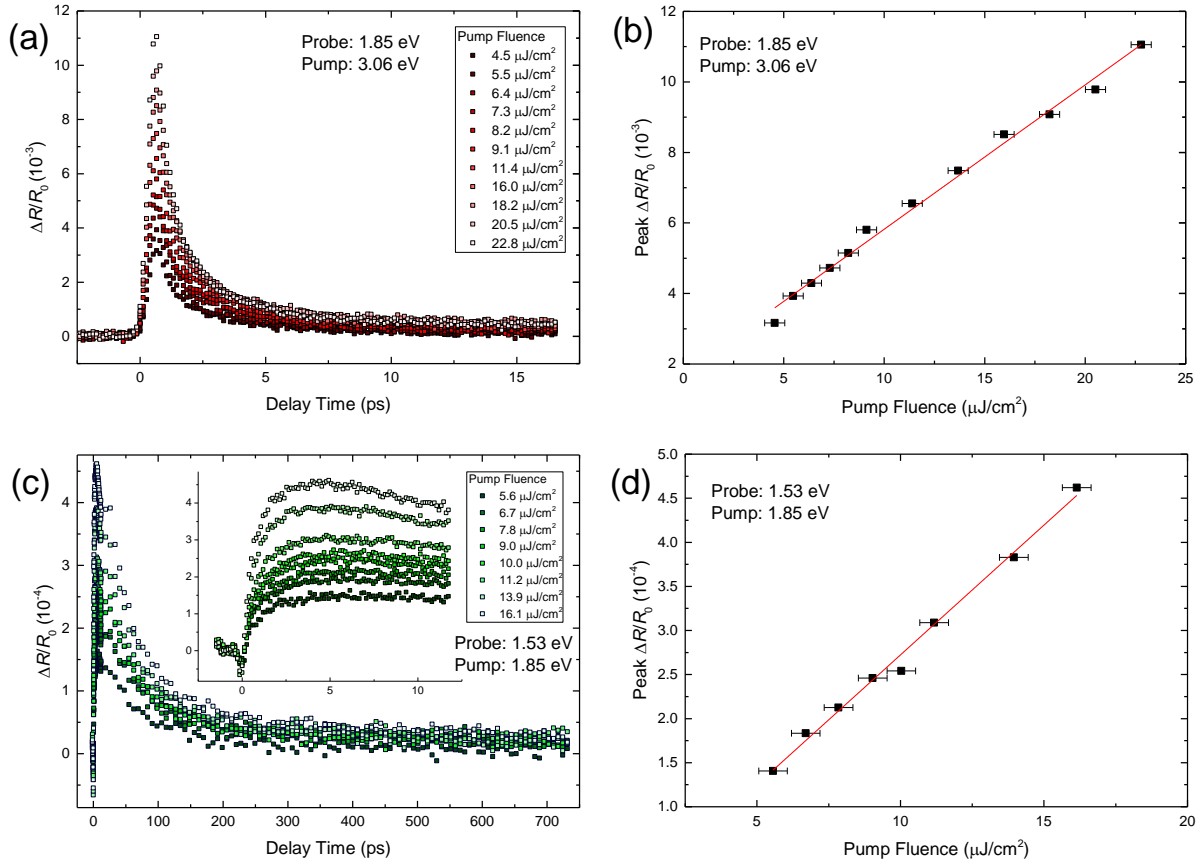 (a)
Probe: 1.85 eV
Pump: 3.06 eV
Pump Fluence
4.5 μJ/cm²
5.5 μJ/cm²
6.4 μJ/cm²
7.3 μJ/cm²
8.2 μJ/cm²
9.1 μJ/cm²
11.4 μJ/cm²
16.0 μJ/cm²
18.2 μJ/cm²
20.5 μJ/cm²
22.8 μJ/cm²
12
10
8
6
4
2
0
ΔR/R₀ (10⁻³)
0 5 10 15
Delay Time (ps)
(b)
Probe: 1.85 eV
Pump: 3.06 eV
12
10
8
6
4
2
Peak ΔR/R₀ (10⁻³)
0 5 10 15 20 25
Pump Fluence (μJ/cm²)
(c)
4
3
2
1
0
ΔR/R₀ (10⁻⁴)
4
3
2
1
0
0 5 10
Pump Fluence
5.6 μJ/cm²
6.7 μJ/cm²
7.8 μJ/cm²
9.0 μJ/cm²
10.0 μJ/cm²
11.2 μJ/cm²
13.9 μJ/cm²
16.1 μJ/cm²
Probe: 1.53 eV
Pump: 1.85 eV
0 100 200 300 400 500 600 700
Delay Time (ps)
(d)
Probe: 1.53 eV
Pump: 1.85 eV
5.0
4.5
4.0
3.5
3.0
2.5
2.0
1.5
1.0
Peak ΔR/R₀ (10⁻⁴)
5 10 15 20
Pump Fluence (μJ/cm²)